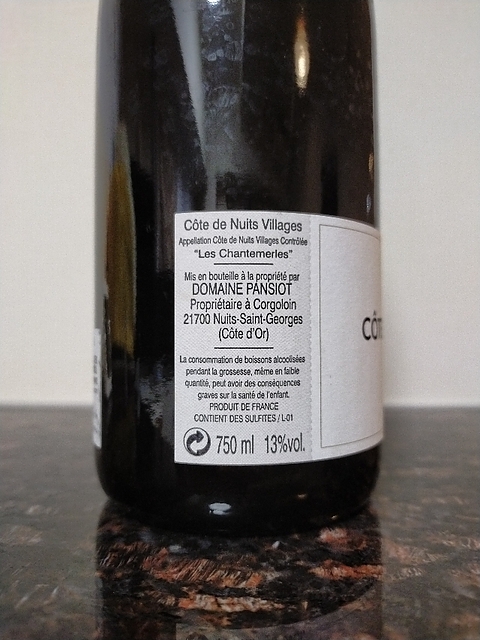 Côte de Nuits Villages
Appellation Côte de Nuits Villages Contrôlée
"Les Chantemerles"
Mis en bouteille à la propriété par
DOMAINE PANSIOT
Propriétaire à Corgoloin
21700 Nuits-Saint-Georges
(Côte d'Or)
La consommation de boissons alcoolisées
pendant la grossesse, même en faible
quantité, peut avoir des conséquences
graves sur la santé de l'enfant.
PRODUIT DE FRANCE
CONTIENT DES SULFITES / L-01
750 ml 13%vol.
CÔT